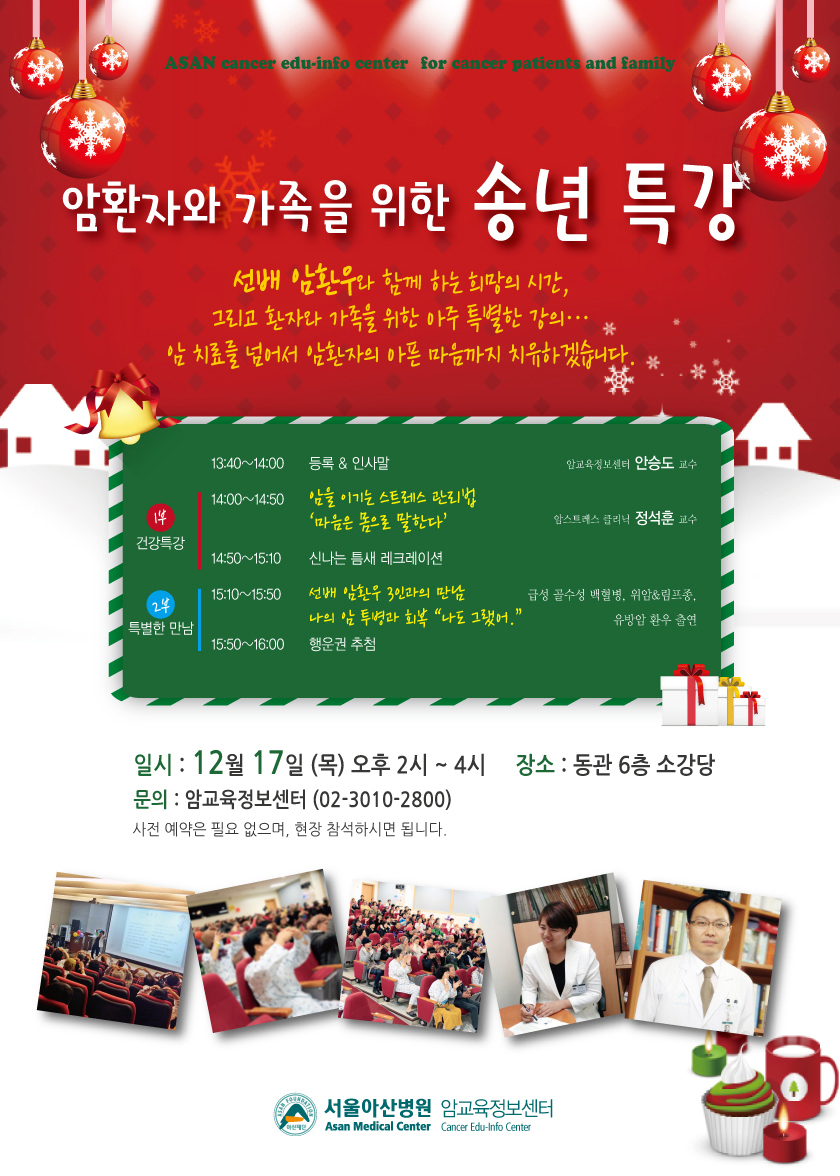 ASAN cancer edu-info center for cancer patients and family
암환자와 가족을 위한 송년 특강
선배 암환우와 함께 하는 희망의 시간,
그리고 환자와 가족을 위한 아주 특별한 강의…
암 치료를 넘어서 암환자의 아픈 마음까지 치유하겠습니다.
13:40~14:00 등록 & 인사말 암교육정보센터 안승도 교수
1부
건강특강
14:00~14:50 암을 이기는 스트레스 관리법
‘마음은 몸으로 말한다’ 암스트레스 클리닉 정석훈 교수
14:50~15:10 신나는 틈새 레크레이션
2부
특별한 만남
15:10~15:50 선배 암환우 3인과의 만남 급성 골수성 백혈병, 위암&림프종,
나의 암 투병과 회복 “나도 그랬어.” 유방암 환우 출연
15:50~16:00 행운권 추첨
일시 : 12월 17일 (목) 오후 2시 ~ 4시 장소 : 동관 6층 소강당
문의 : 암교육정보센터 (02-3010-2800)
사전 예약은 필요 없으며, 현장 참석하시면 됩니다.
ASAN FOUNDATION
아산재단
서울아산병원 암교육정보센터
Asan Medical Center Cancer Edu-Info Center